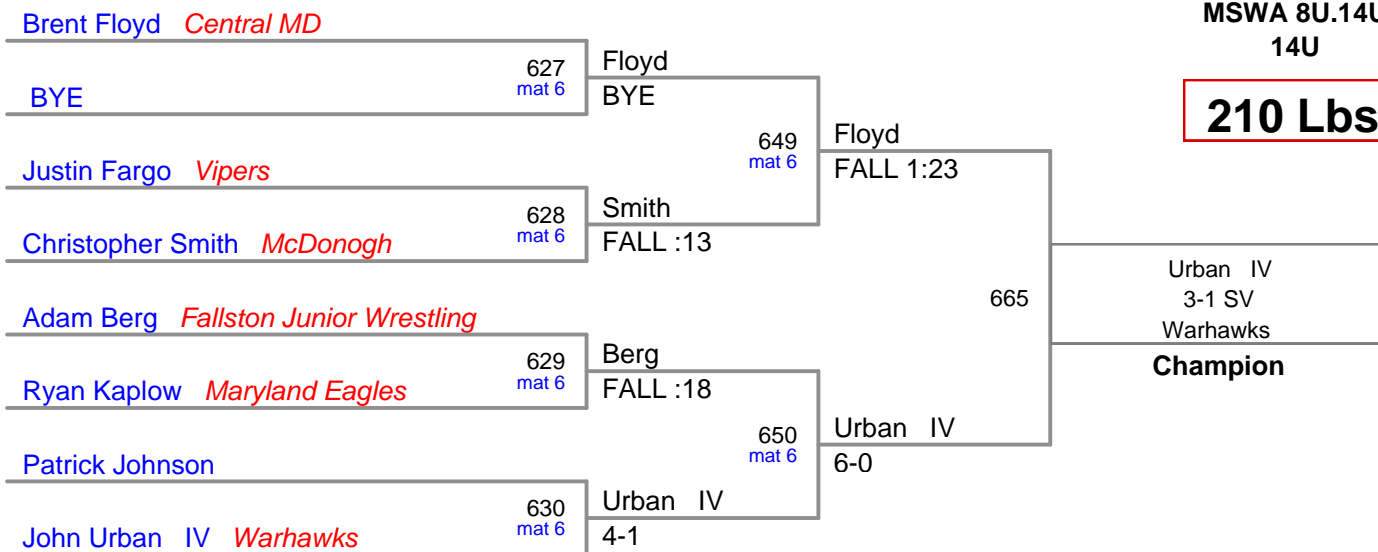 Brent Floyd Central MD
BYE
Justin Fargo Vipers
Christopher Smith McDonogh
Adam Berg Fallston Junior Wrestling
Ryan Kaplow Maryland Eagles
Patrick Johnson
John Urban IV Warhawks
627
mat 6
628
mat 6
629
mat 6
630
mat 6
Floyd
BYE
Smith
FALL :13
Berg
FALL :18
Urban IV
4-1
649
mat 6
650
mat 6
Floyd
FALL 1:23
Urban IV
6-0
665
MSWA 8U.14U
14U
210 Lbs
Urban IV
3-1 SV
Warhawks
Champion